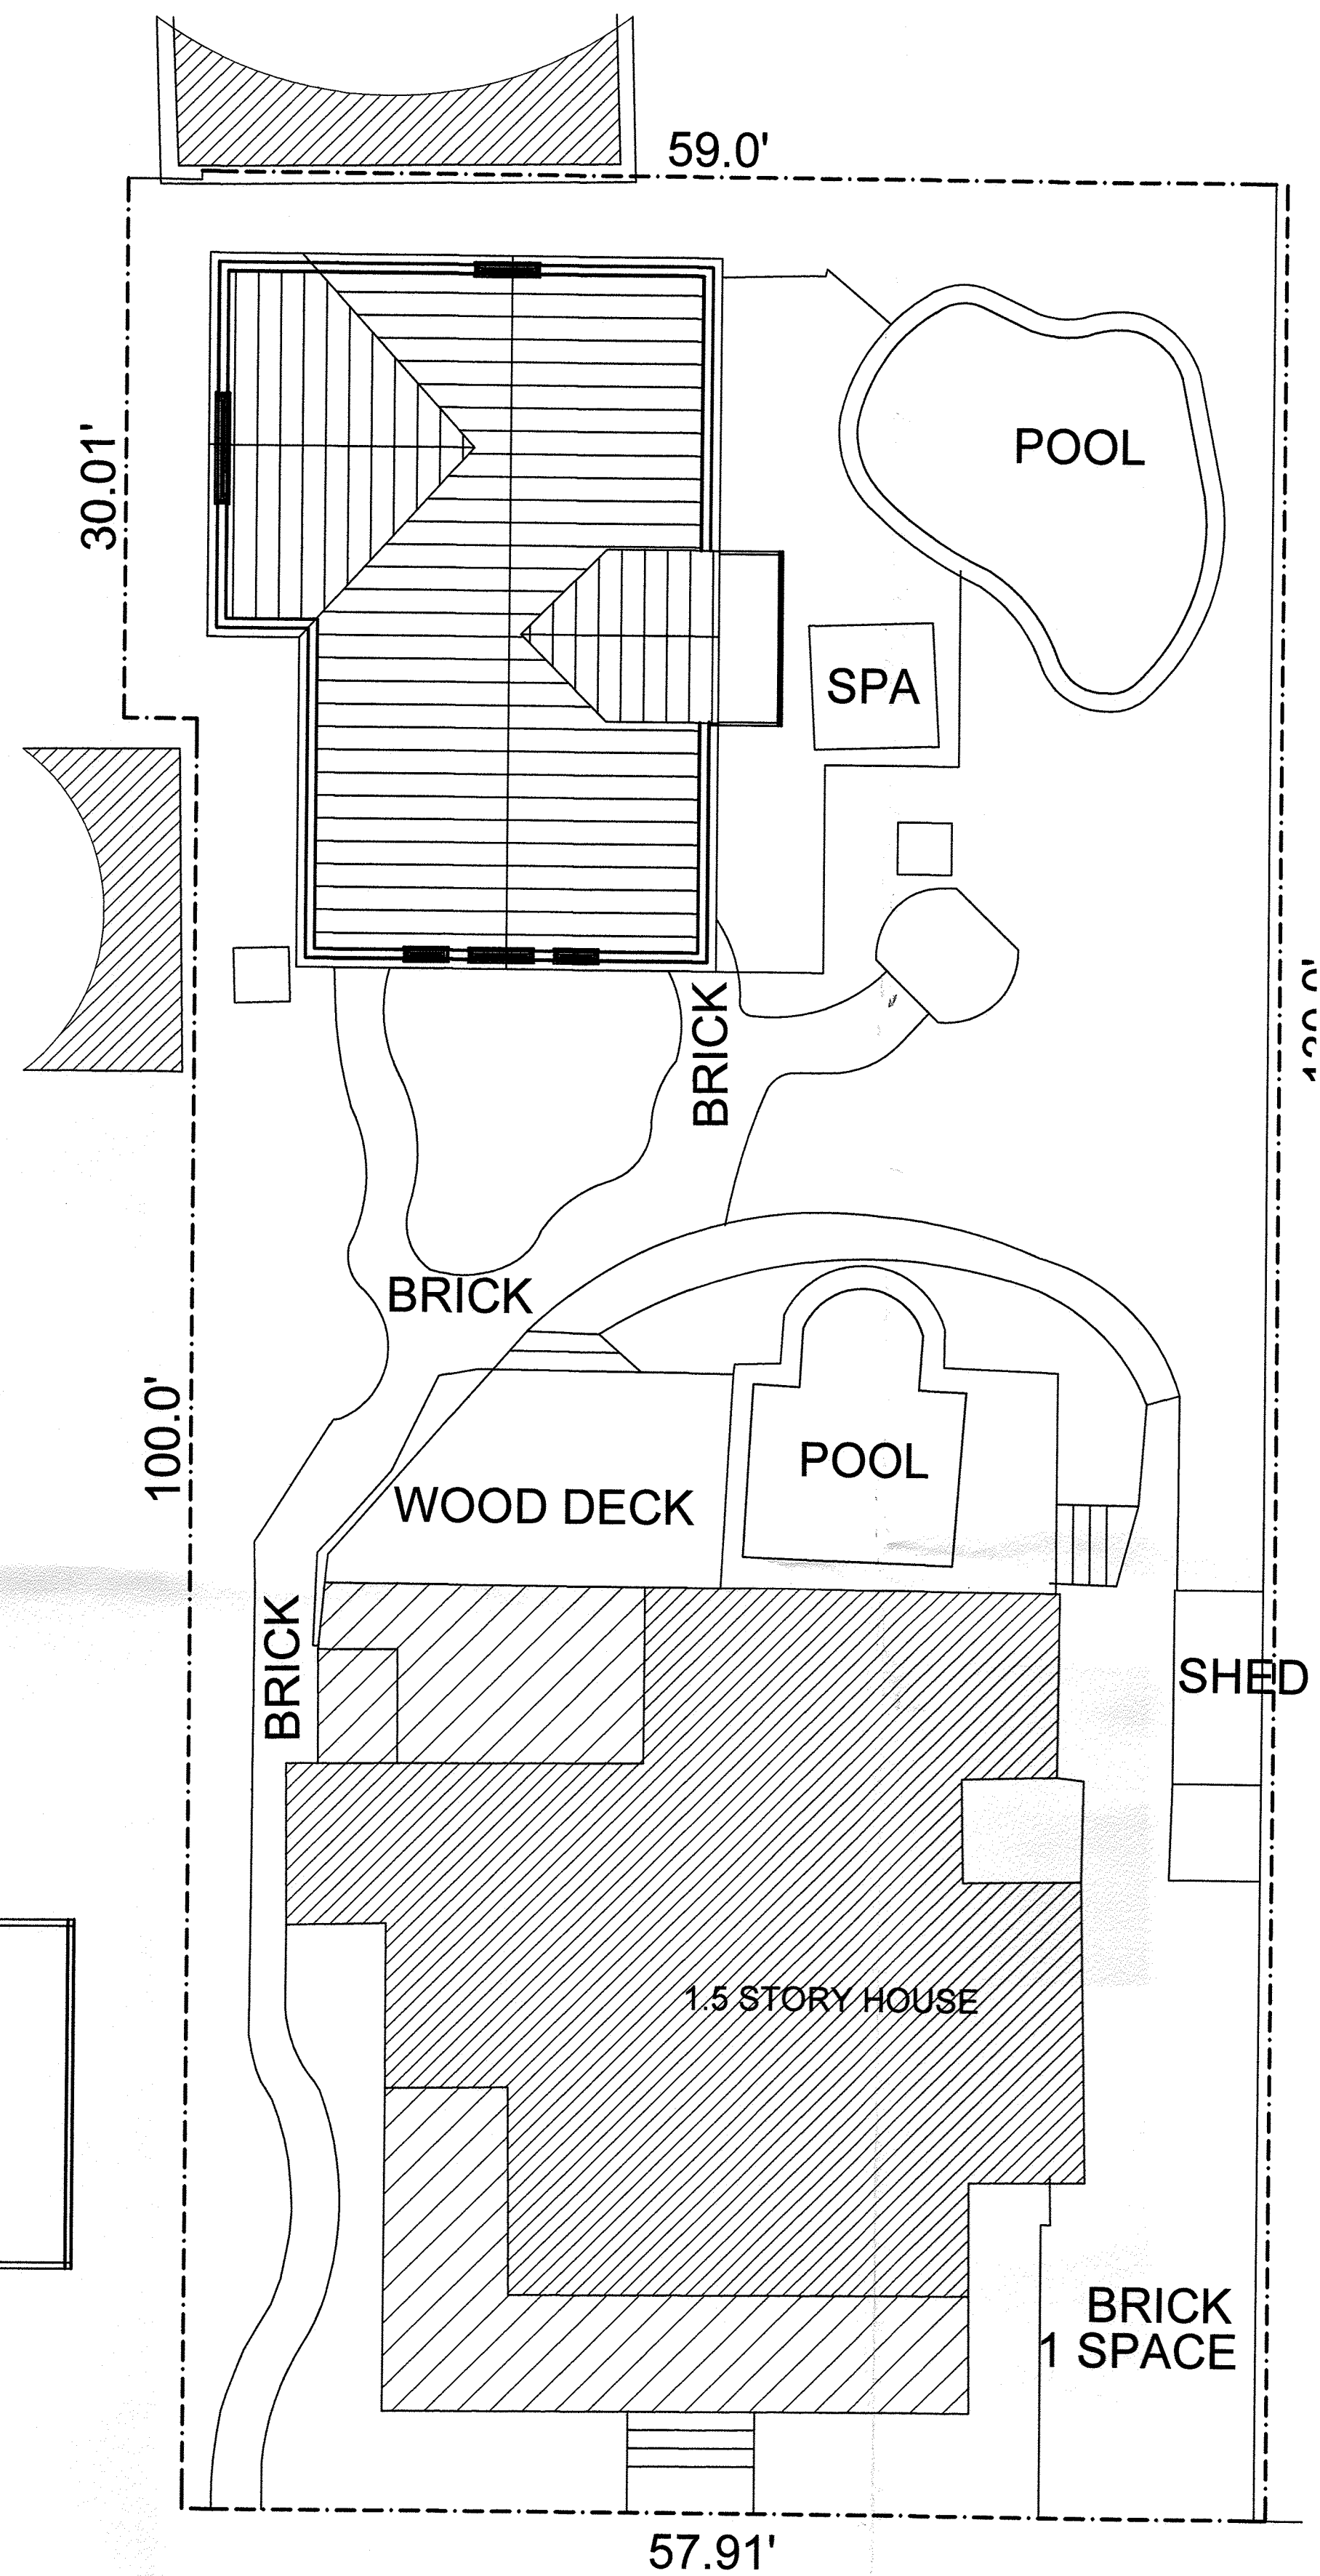 59.0'
30.01'
POOL
SPA
BRICK
BRICK
100.0'
POOL
WOOD DECK
BRICK
SHED
1.5 STORY HOUSE
BRICK
1 SPACE
57.91'